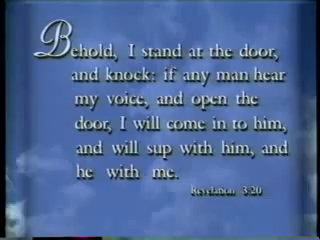 Behold, I stand at the door,
and knock: if any man hear
my voice, and open the
door, I will come in to him,
and will sup with him, and
he with me.
Revelation 3:20